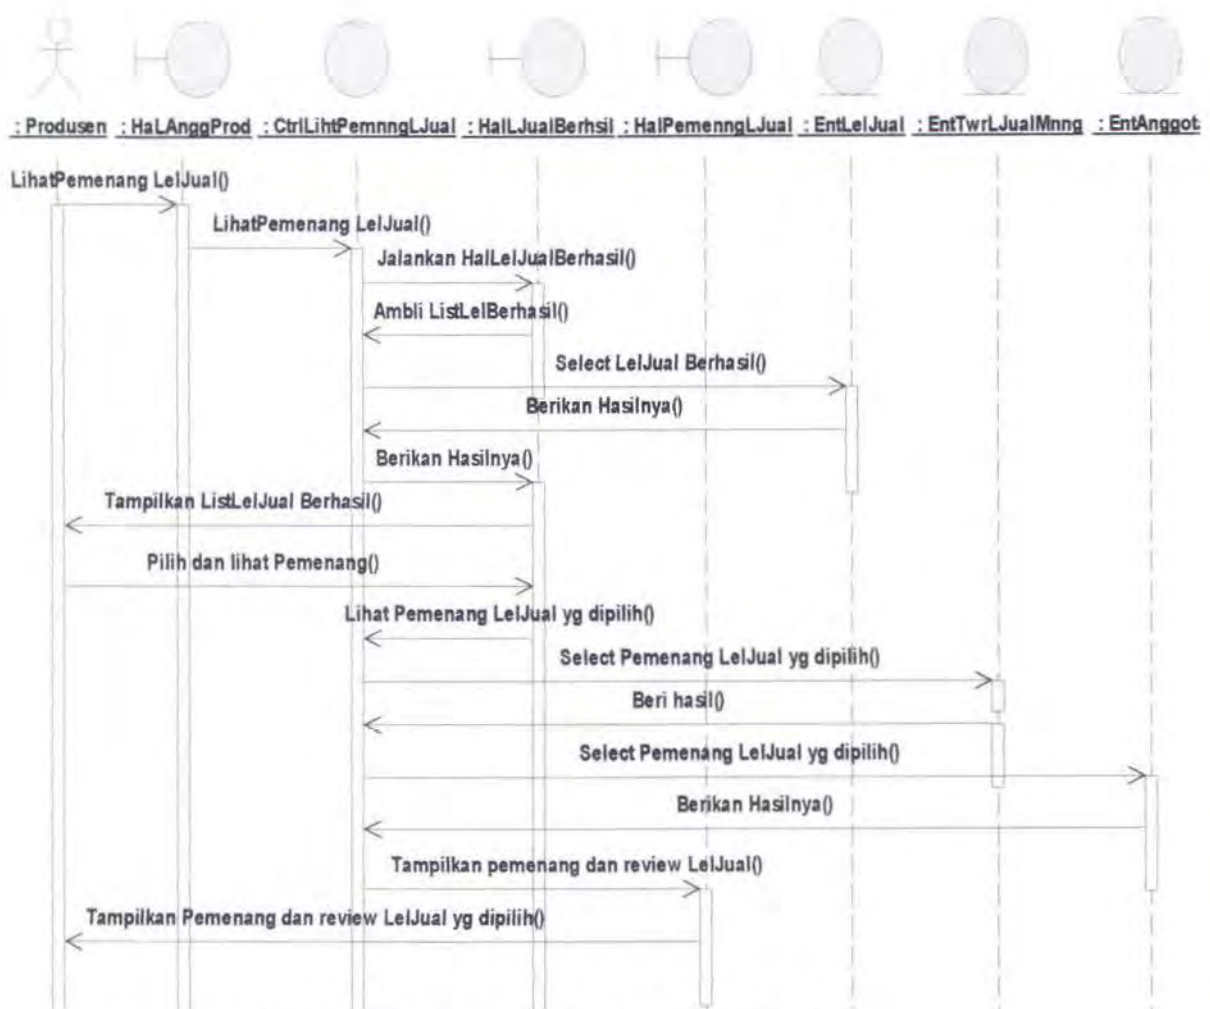 : Produsen : HaLAnggProd : CtrlLihtPemnngLJual : HalLJualBerhsil : HalPemenngLJual : EntLelJual : EntTwrLJualMnng : EntAnggot
LihatPemenang LelJual()
LihatPemenang LelJual()
Jalankan HalLelJualBerhasil()
Ambli ListLelBerhasil()
Select LelJual Berhasil()
Berikan Hasilnya()
Berikan Hasilnya()
Tampilkan ListLelJual Berhasil()
Pilih dan lihat Pemenang()
Lihat Pemenang LelJual yg dipilih()
Select Pemenang LelJual yg dipilih()
Beri hasil()
Select Pemenang LelJual yg dipilih()
Berikan Hasilnya()
Tampilkan pemenang dan review LelJual()
Tampilkan Pemenang dan review LelJual yg dipilih()